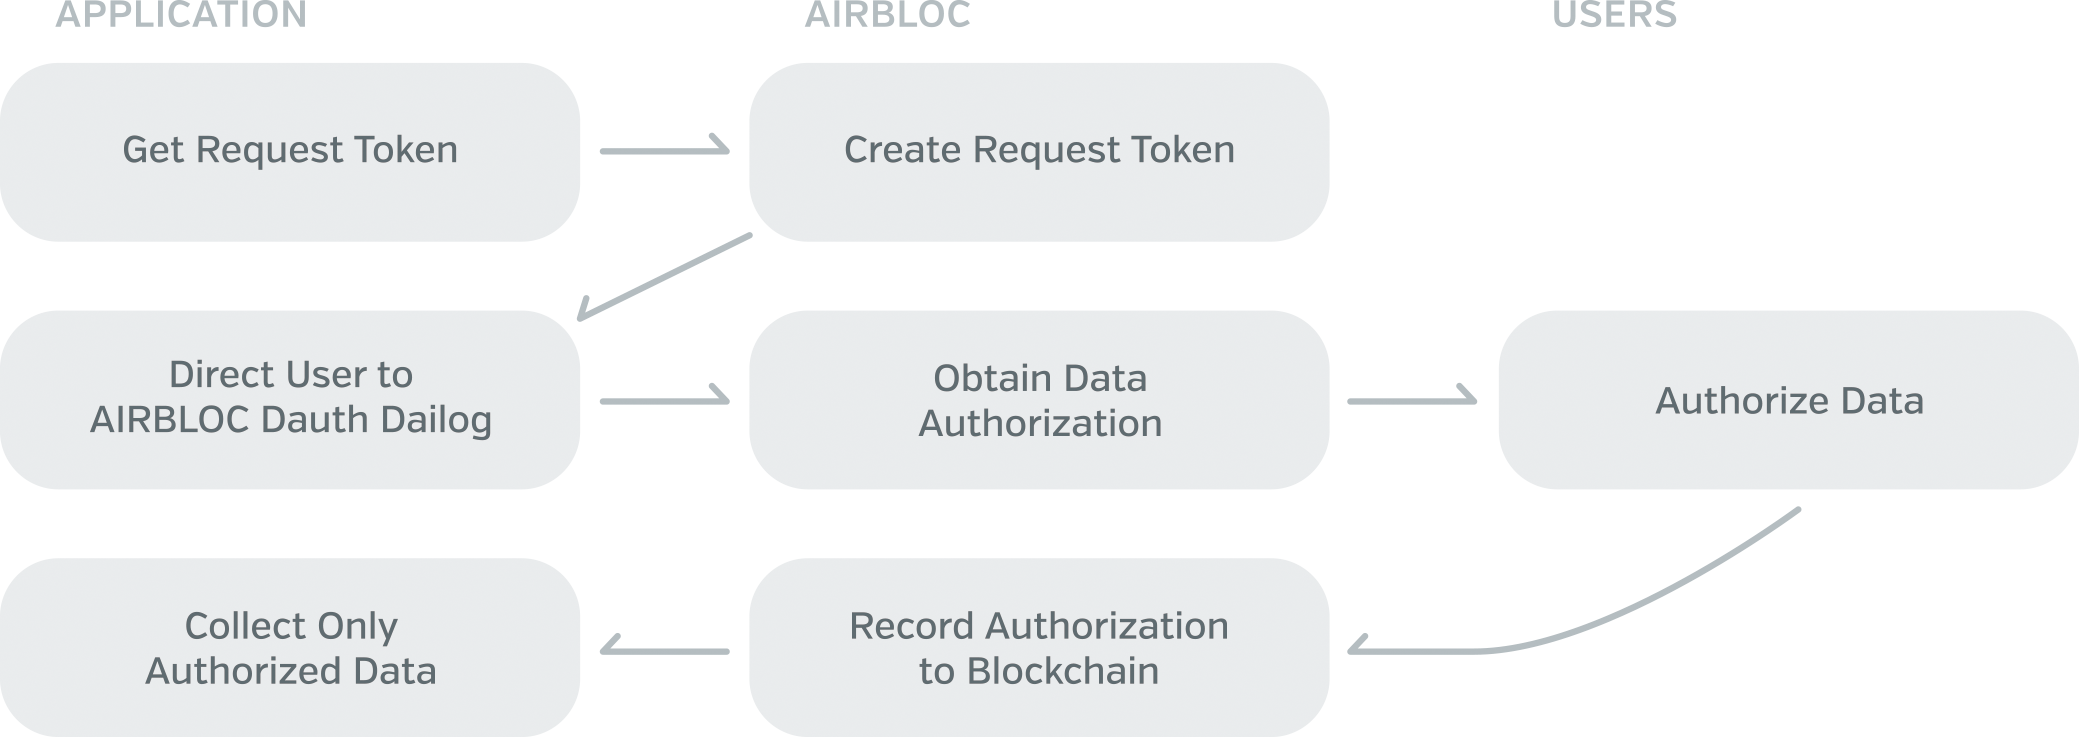 APPLICATION
AIRBLOC
USERS
Get Request Token
Create Request Token
Direct User to
AIRBLOC Dauth Dailog
Obtain Data
Authorization
Authorize Data
Collect Only
Authorized Data
Record Authorization
to Blockchain